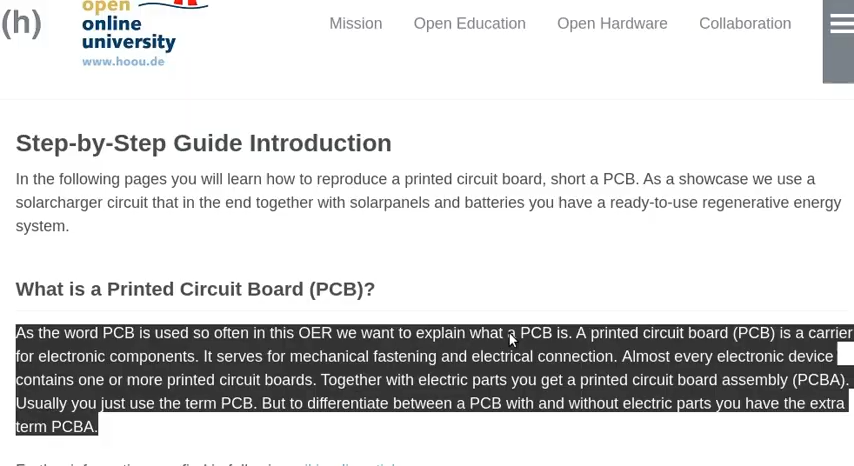 (h)
open
online
university
www.hoou.de
Mission Open Education Open Hardware Collaboration
Step-by-Step Guide Introduction
In the following pages you will learn how to reproduce a printed circuit board, short a PCB. As a showcase we use a
solarcharger circuit that in the end together with solarpanels and batteries you have a ready-to-use regenerative energy
system.
What is a Printed Circuit Board (PCB)?
As the word PCB is used so often in this OER we want to explain what a PCB is. A printed circuit board (PCB) is a carrier
for electronic components. It serves for mechanical fastening and electrical connection. Almost every electronic device
contains one or more printed circuit boards. Together with electric parts you get a printed circuit board assembly (PCBA).
Usually you just use the term PCB. But to differentiate between a PCB with and without electric parts you have the extra
term PCBA.